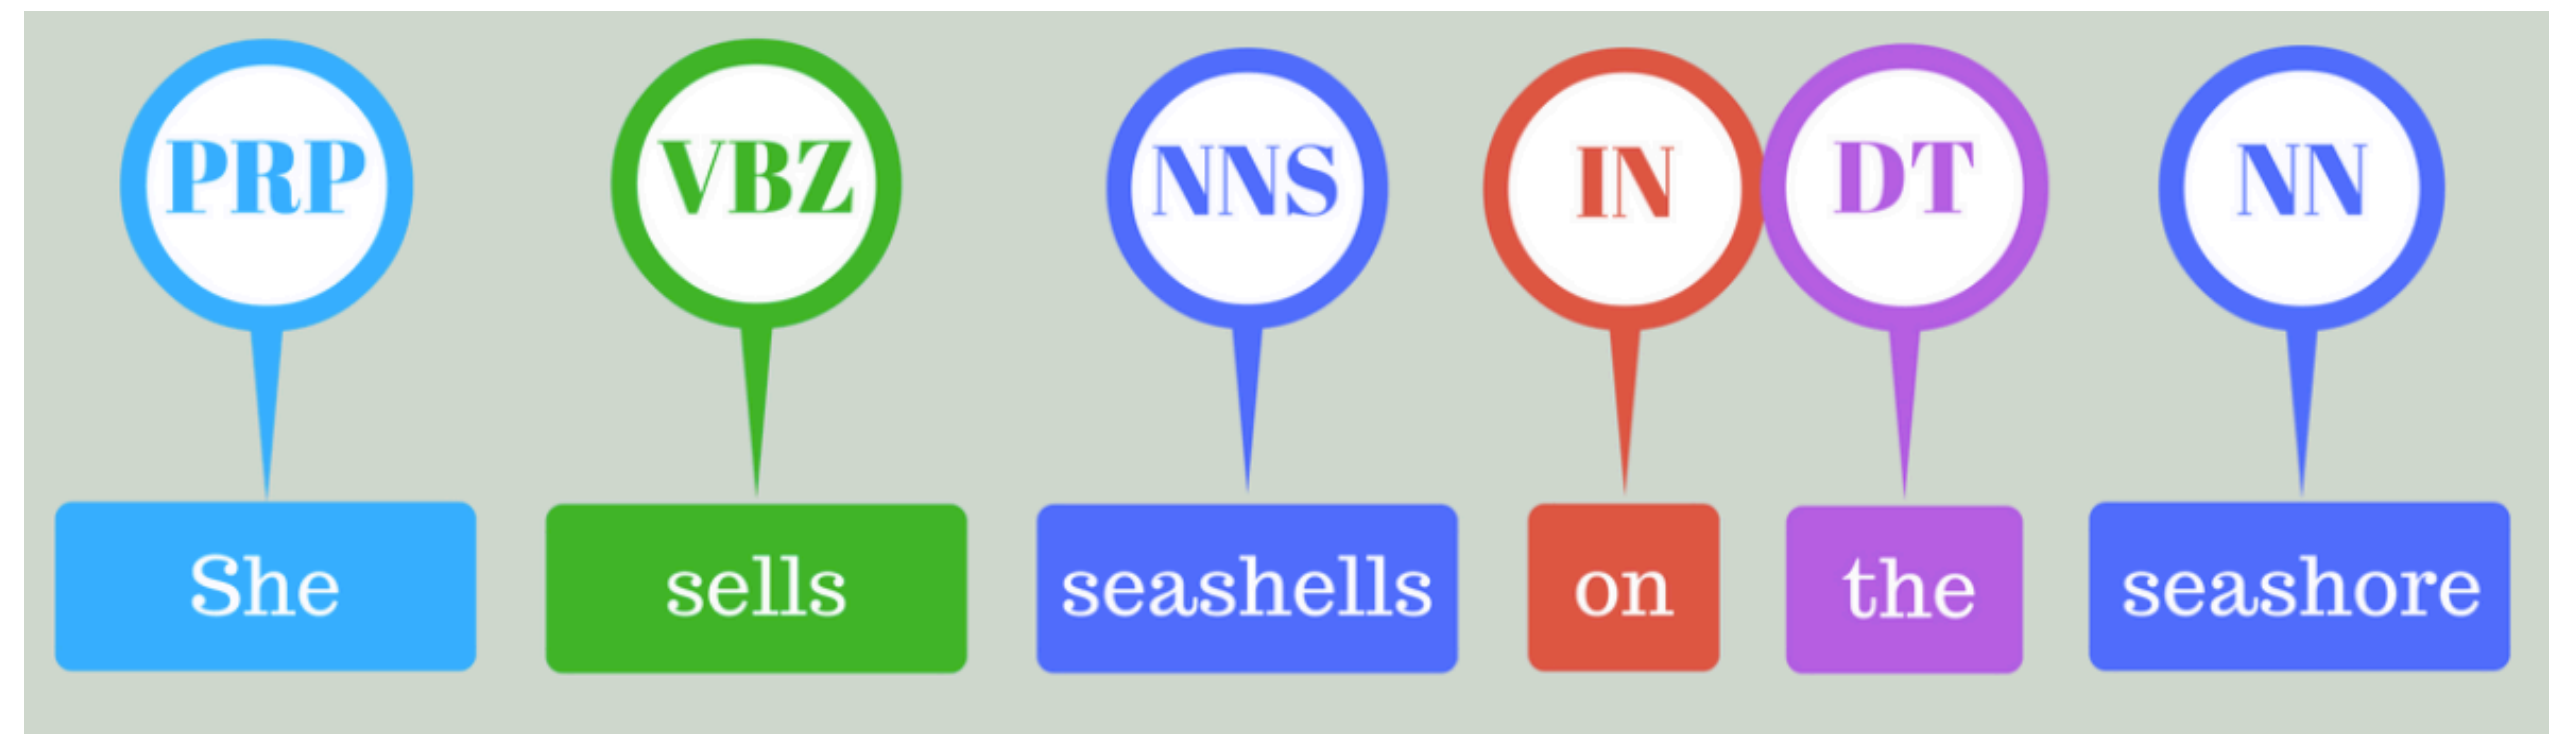 PRP VBZ NNS IN DT NN
She sells seashells on the seashore